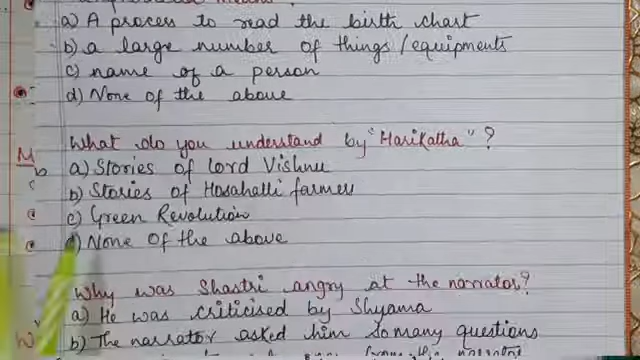 a) A process to read the birth chart
b) a large number of things/equipments
c) name of a person
d) None of the above
What do you understand by "Harikatha"?
a) Stories of lord Vishnu
b) Stories of Hosahalli farmers
c) Green Revolution
d) None of the above
Why was Shastri angry at the narrator?
a) He was criticised by Shyama
b) The narrator asked him so many questions